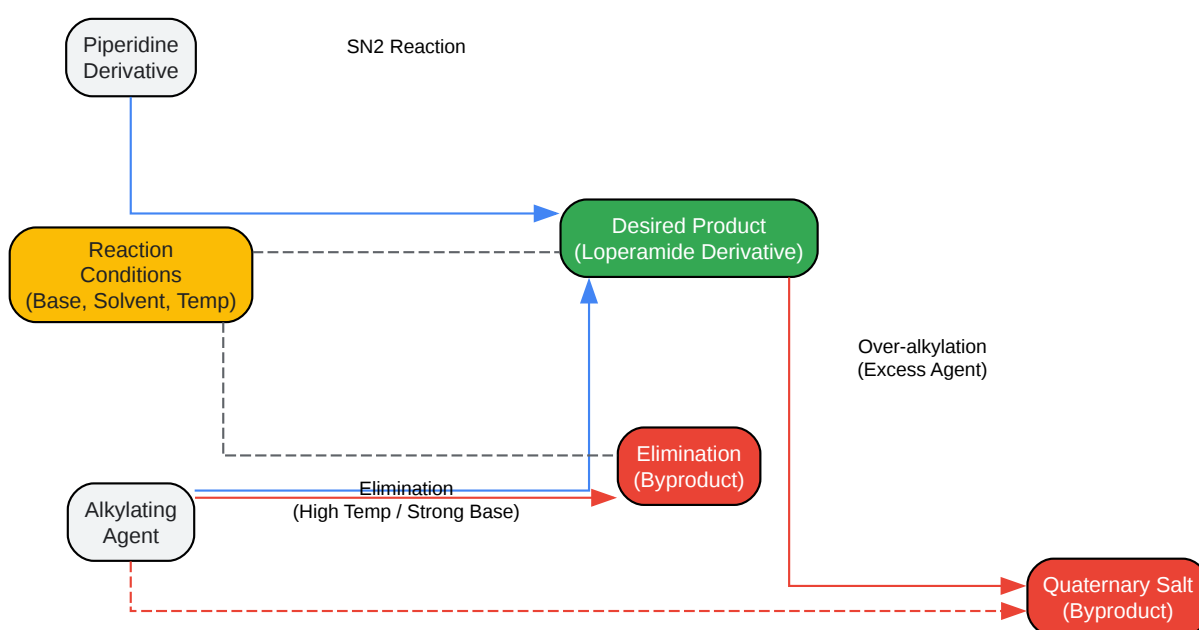 Piperidine
Derivative
SN2 Reaction
Desired Product
(Loperamide Derivative)
Reaction
Conditions
(Base, Solvent, Temp)
Over-alkylation
(Excess Agent)
Elimination
(Byproduct)
Elimination
(High Temp / Strong Base)
Alkylating
Agent
Quaternary Salt
(Byproduct)